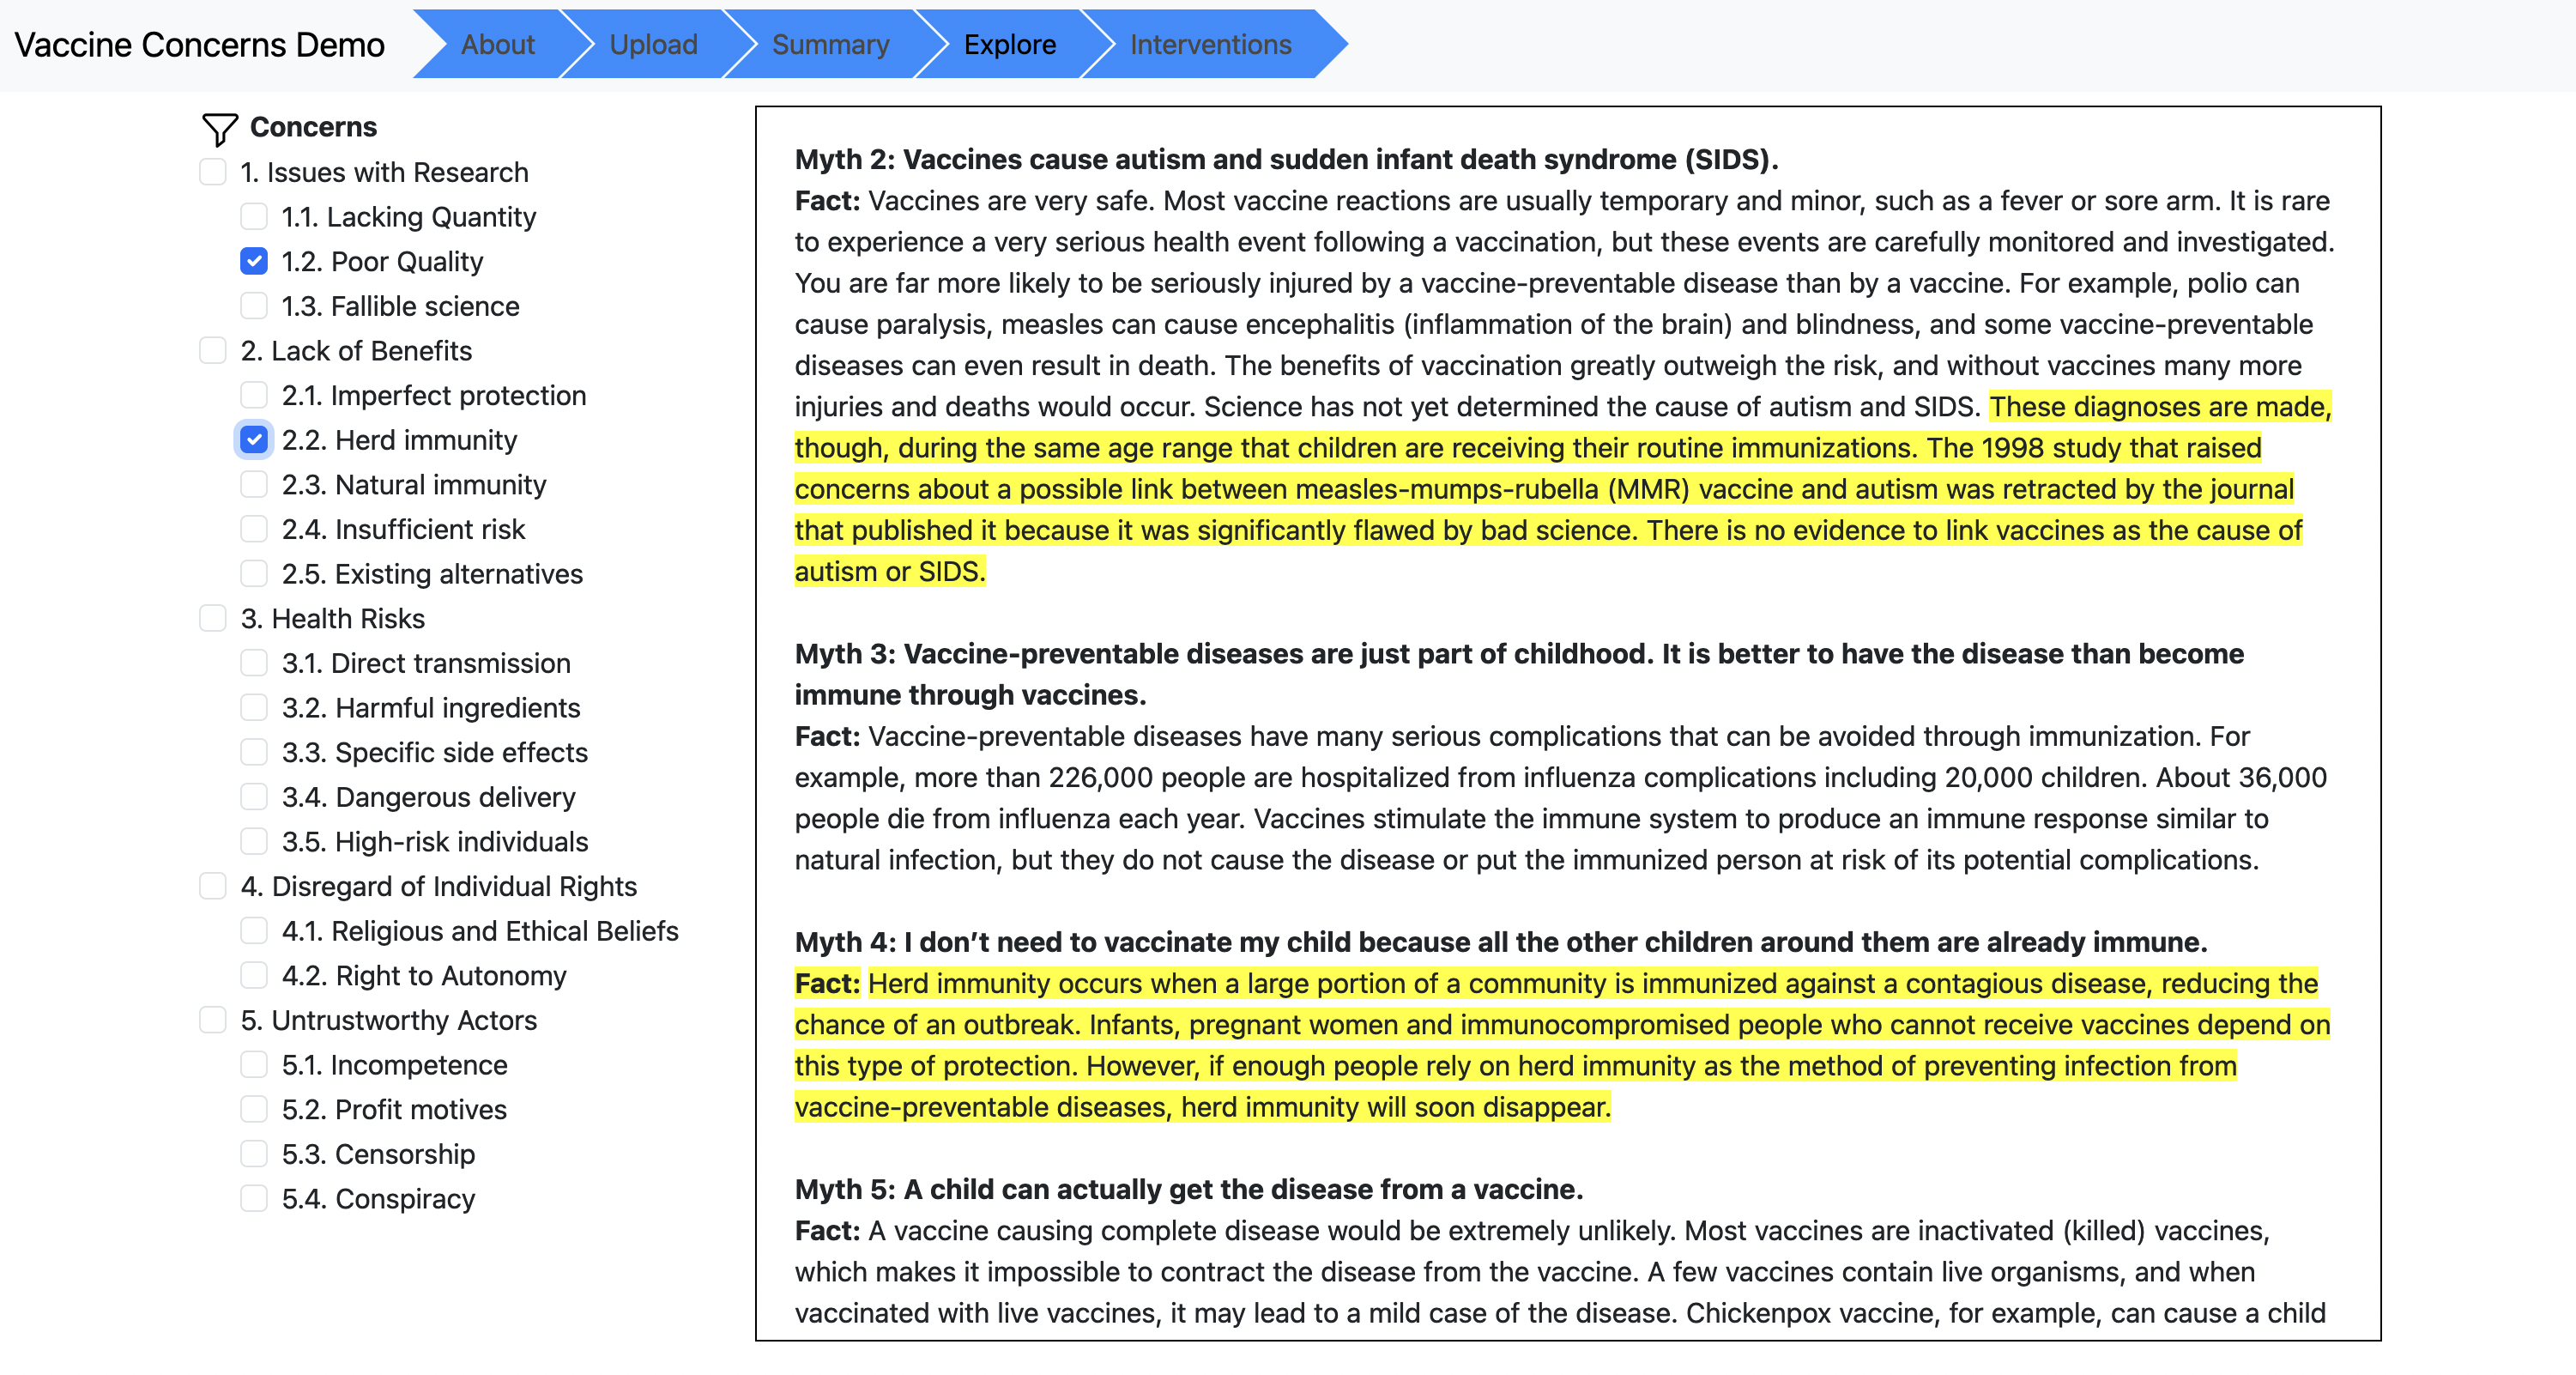 Vaccine Concerns Demo
About
Upload
Summary
Explore
Interventions
Concerns
1. Issues with Research
1.1. Lacking Quantity
1.2. Poor Quality
1.3. Fallible science
2. Lack of Benefits
2.1. Imperfect protection
2.2. Herd immunity
2.3. Natural immunity
2.4. Insufficient risk
2.5. Existing alternatives
3. Health Risks
3.1. Direct transmission
3.2. Harmful ingredients
3.3. Specific side effects
3.4. Dangerous delivery
3.5. High-risk individuals
4. Disregard of Individual Rights
4.1. Religious and Ethical Beliefs
4.2. Right to Autonomy
5. Untrustworthy Actors
5.1. Incompetence
5.2. Profit motives
5.3. Censorship
5.4. Conspiracy
Myth 2: Vaccines cause autism and sudden infant death syndrome (SIDS).
Fact: Vaccines are very safe. Most vaccine reactions are usually temporary and minor, such as a fever or sore arm. It is rare
to experience a very serious health event following a vaccination, but these events are carefully monitored and investigated.
You are far more likely to be seriously injured by a vaccine-preventable disease than by a vaccine. For example, polio can
cause paralysis, measles can cause encephalitis (inflammation of the brain) and blindness, and some vaccine-preventable
diseases can even result in death. The benefits of vaccination greatly outweigh the risk, and without vaccines many more
injuries and deaths would occur. Science has not yet determined the cause of autism and SIDS. These diagnoses are made,
though, during the same age range that children are receiving their routine immunizations. The 1998 study that raised
concerns about a possible link between measles-mumps-rubella (MMR) vaccine and autism was retracted by the journal
that published it because it was significantly flawed by bad science. There is no evidence to link vaccines as the cause of
autism or SIDS.
Myth 3: Vaccine-preventable diseases are just part of childhood. It is better to have the disease than become
immune through vaccines.
Fact: Vaccine-preventable diseases have many serious complications that can be avoided through immunization. For
example, more than 226,000 people are hospitalized from influenza complications including 20,000 children. About 36,000
people die from influenza each year. Vaccines stimulate the immune system to produce an immune response similar to
natural infection, but they do not cause the disease or put the immunized person at risk of its potential complications.
Myth 4: I don’t need to vaccinate my child because all the other children around them are already immune.
Fact: Herd immunity occurs when a large portion of a community is immunized against a contagious disease, reducing the
chance of an outbreak. Infants, pregnant women and immunocompromised people who cannot receive vaccines depend on
this type of protection. However, if enough people rely on herd immunity as the method of preventing infection from
vaccine-preventable diseases, herd immunity will soon disappear.
Myth 5: A child can actually get the disease from a vaccine.
Fact: A vaccine causing complete disease would be extremely unlikely. Most vaccines are inactivated (killed) vaccines,
which makes it impossible to contract the disease from the vaccine. A few vaccines contain live organisms, and when
vaccinated with live vaccines, it may lead to a mild case of the disease. Chickenpox vaccine, for example, can cause a child